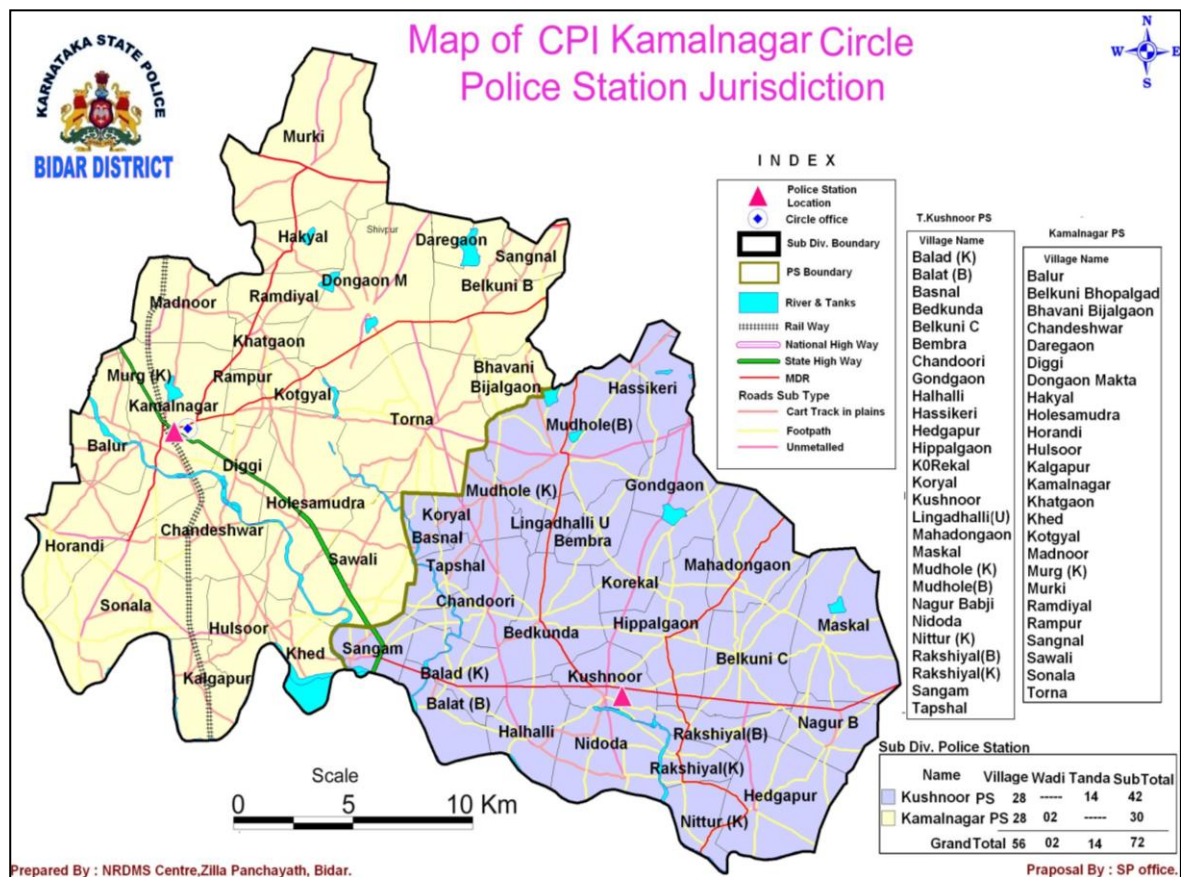 Map of CPI Kamalnagar Circle
Police Station Jurisdiction
KARNATAKA STATE POLICE
BIDAR DISTRICT
N
W E
S
Murki
Hakyal
Shivpur
Daregaon
Sangnal
Dongaon M
Belkuni B
Madnoor
Ramdiyal
Khatgaon
Bhavani
Bijalgaon
Murg (K)
Rampur
Kotgyal
Kamalnagar
Torna
Balur
Diggi
Holesamudra
Chandeshwar
Horandi
Sawali
Sonala
Hulsoor
Khed
Kalgapur
Hassikeri
Mudhole(B)
Mudhole (K)
Gondgaon
Koryal
Lingadhalli U
Basnal
Bembra
Tapshal
Mahadongaon
Korekal
Chandoori
Hippalgaon
Maskal
Bedkunda
Sangam
Belkuni C
Balad (K)
Kushnoor
Balat (B)
Nagur B
Halhalli
Nidoda
Rakshiyal(B)
Rakshiyal(K)
Hedgapur
Nittur (K)
INDEX
Police Station
Location
Circle office
Sub Div. Boundary
PS Boundary
River & Tanks
Rail Way
National High Way
State High Way
MDR
Roads Sub Type
Cart Track in plains
Footpath
Unmetalled
T.Kushnoor PS
Village Name
Balad (K)
Balat (B)
Basnal
Bedkunda
Belkuni C
Bembra
Chandoori
Gondgaon
Halhalli
Hassikeri
Hedgapur
Hippalgaon
K0Rekal
Koryal
Kushnoor
Lingadhalli(U)
Mahadongaon
Maskal
Mudhole (K)
Mudhole(B)
Nagur Babji
Nidoda
Nittur (K)
Rakshiyal(B)
Rakshiyal(K)
Sangam
Tapshal
Kamalnagar PS
Village Name
Balur
Belkuni Bhopalgad
Bhavani Bijalgaon
Chandeshwar
Daregaon
Diggi
Dongaon Makta
Hakyal
Holesamudra
Horandi
Hulsoor
Kalgapur
Kamalnagar
Khatgaon
Khed
Kotgyal
Madnoor
Murg (K)
Murki
Ramdiyal
Rampur
Sangnal
Sawali
Sonala
Torna
Sub Div. Police Station
Name Village Wadi Tanda SubTotal
Kushnoor PS 28 ----- 14 42
Kamalnagar PS 28 02 ----- 30
Grand Total 56 02 14 72
Scale
0 5 10 Km
Prepared By : NRDMS Centre,Zilla Panchayath, Bidar.
Praposal By : SP office.